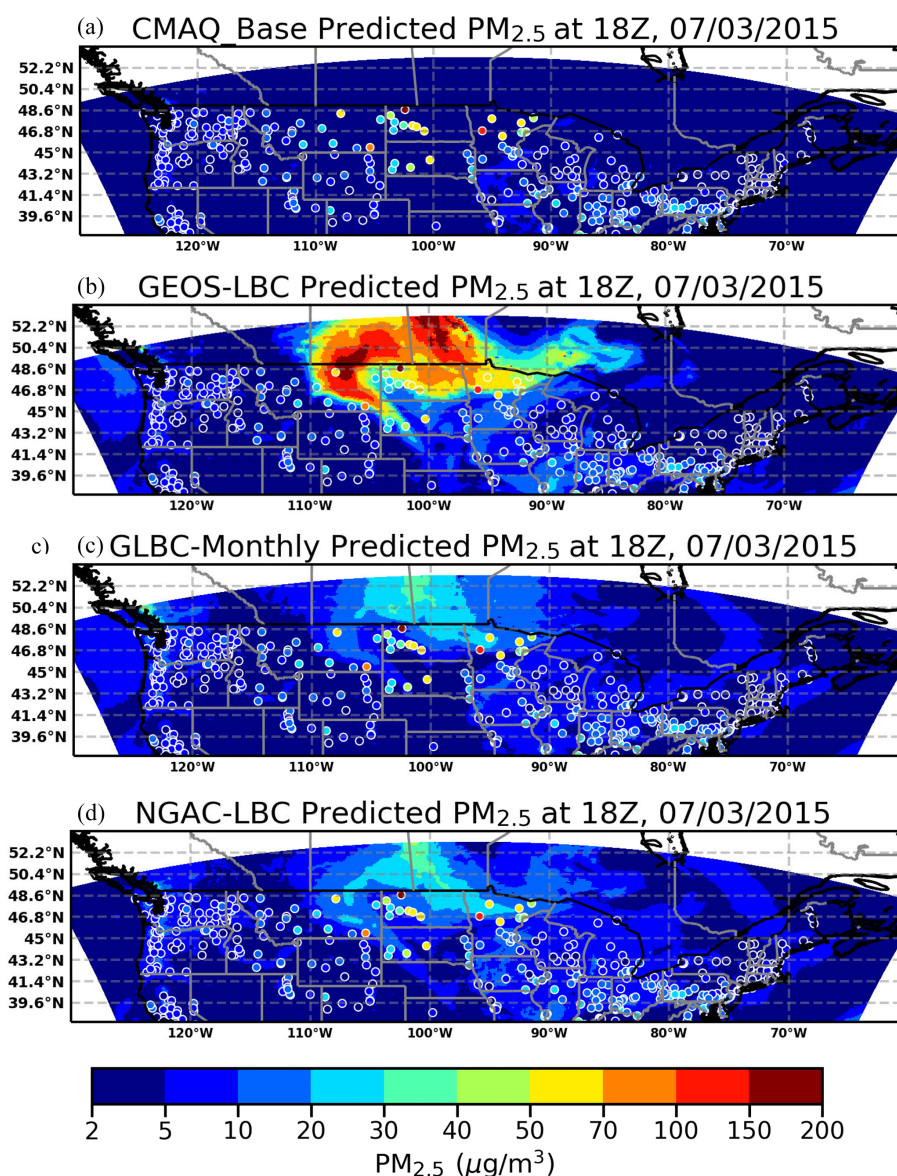 (a) CMAQ_Base Predicted PM2.5 at 18Z, 07/03/2015
52.2°N
50.4°N
48.6°N
46.8°N
45°N
43.2°N
41.4°N
39.6°N
120°W 110°W 100°W 90°W 80°W 70°W
(b) GEOS-LBC Predicted PM2.5 at 18Z, 07/03/2015
52.2°N
50.4°N
48.6°N
46.8°N
45°N
43.2°N
41.4°N
39.6°N
120°W 110°W 100°W 90°W 80°W 70°W
c) (c) GLBC-Monthly Predicted PM2.5 at 18Z, 07/03/2015
52.2°N
50.4°N
48.6°N
46.8°N
45°N
43.2°N
41.4°N
39.6°N
120°W 110°W 100°W 90°W 80°W 70°W
(d) NGAC-LBC Predicted PM2.5 at 18Z, 07/03/2015
52.2°N
50.4°N
48.6°N
46.8°N
45°N
43.2°N
41.4°N
39.6°N
120°W 110°W 100°W 90°W 80°W 70°W
2 5 10 20 30 40 50 70 100 150 200
PM2.5 (μg/m³)